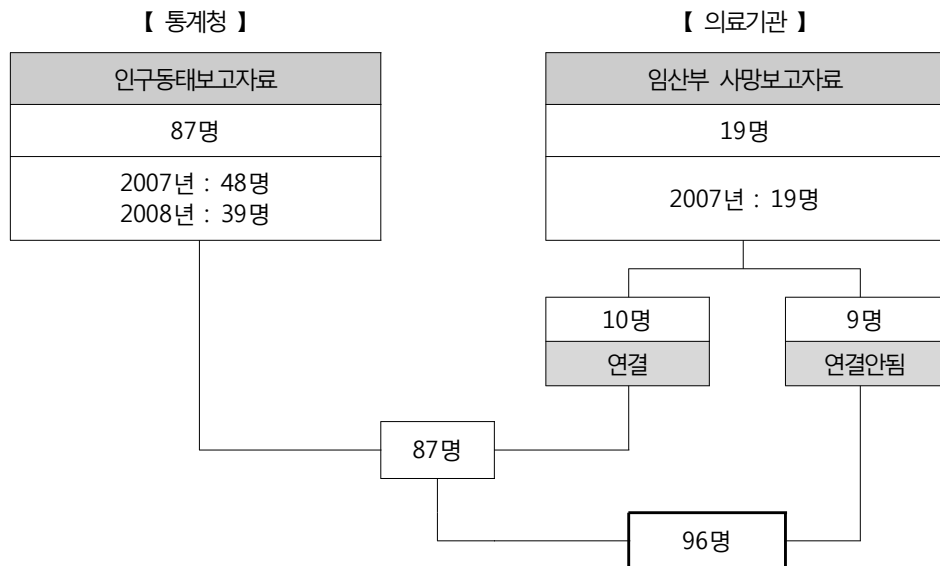 【 통계청 】
【 의료기관 】
인구동태보고자료
임산부 사망보고자료
87명
19명
2007년 : 48명
2008년 : 39명
2007년 : 19명
10명
9명
연결
연결안됨
87명
96명